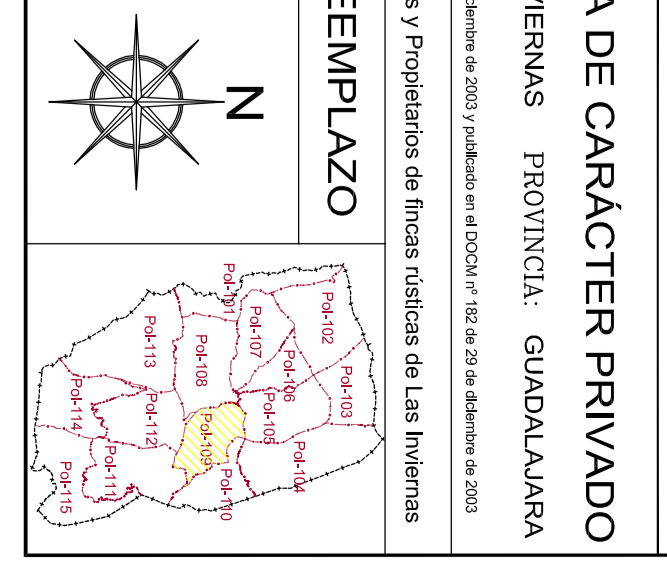 A DE CARÁCTER PRIVADO
VIERNAS PROVINCIA: GUADALAJARA
ciembre de 2003 y publicado en el DOCM nº 182 de 29 de diciembre de 2003
s y Propietarios de fincas rústicas de Las Inviernas
EEMPLAZO
N
Pol-101
Pol-102
Pol-103
Pol-107
Pol-106
Pol-105
Pol-104
Pol-113
Pol-108
Pol-109
Pol-110
Pol-112
Pol-114
Pol-111
Pol-115